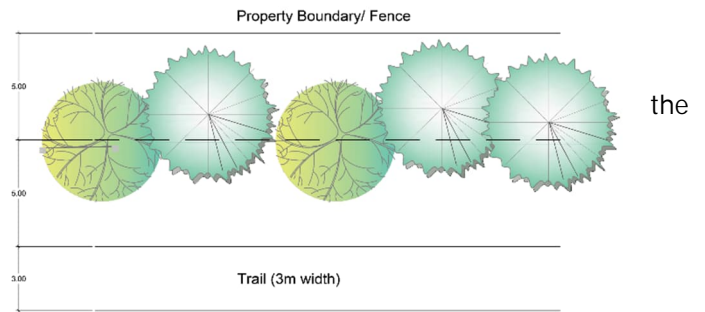 Property Boundary/ Fence
5.00
the
5.00
Trail (3m width)
3.00